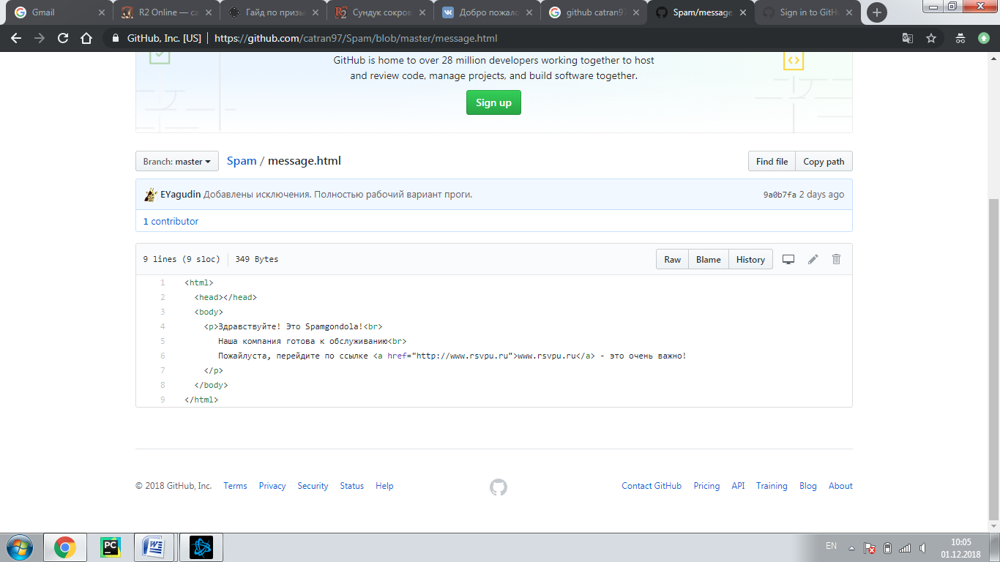 Gmail
R2 Online — са
Гайд по призы
Сундук сокров
Добро пожало
github catran97
Spam/message
Sign in to GitHu
GitHub, Inc. [US] https://github.com/catran97/Spam/blob/master/message.html
GitHub is home to over 28 million developers working together to host
and review code, manage projects, and build software together.
Sign up
Branch: master
Spam / message.html
Find file
Copy path
EYagudin Добавлены исключения. Полностью рабочий вариант проги.
9a0b7fa 2 days ago
1 contributor
9 lines (9 sloc) 349 Bytes
Raw
Blame
History
1 <html>
2 <head></head>
3 <body>
4 <p>Здравствуйте! Это Spamgondola!<br>
5 Наша компания готова к обслуживанию<br>
6 Пожайлуста, перейдите по ссылке <a href="http://www.rsvpu.ru">www.rsvpu.ru</a> - это очень важно!
7 </p>
8 </body>
9 </html>
© 2018 GitHub, Inc. Terms Privacy Security Status Help
Contact GitHub Pricing API Training Blog About
PC
W
EN
10:05
01.12.2018